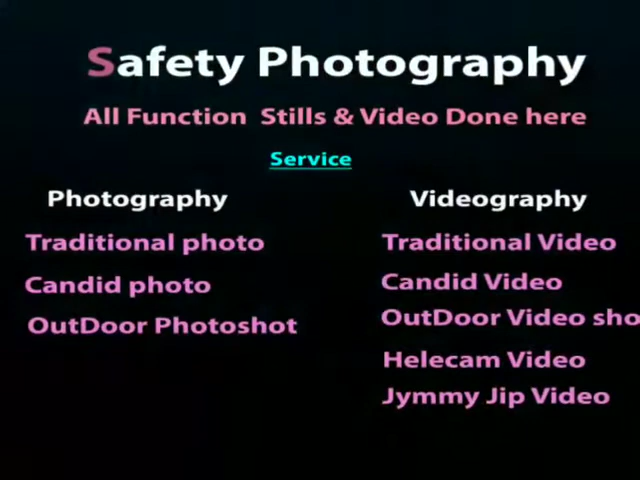 Safety Photography
All Function Stills & Video Done here
Service
Photography
Traditional photo
Candid photo
OutDoor Photoshot
Videography
Traditional Video
Candid Video
OutDoor Video sho
Helecam Video
Jymmy Jip Video